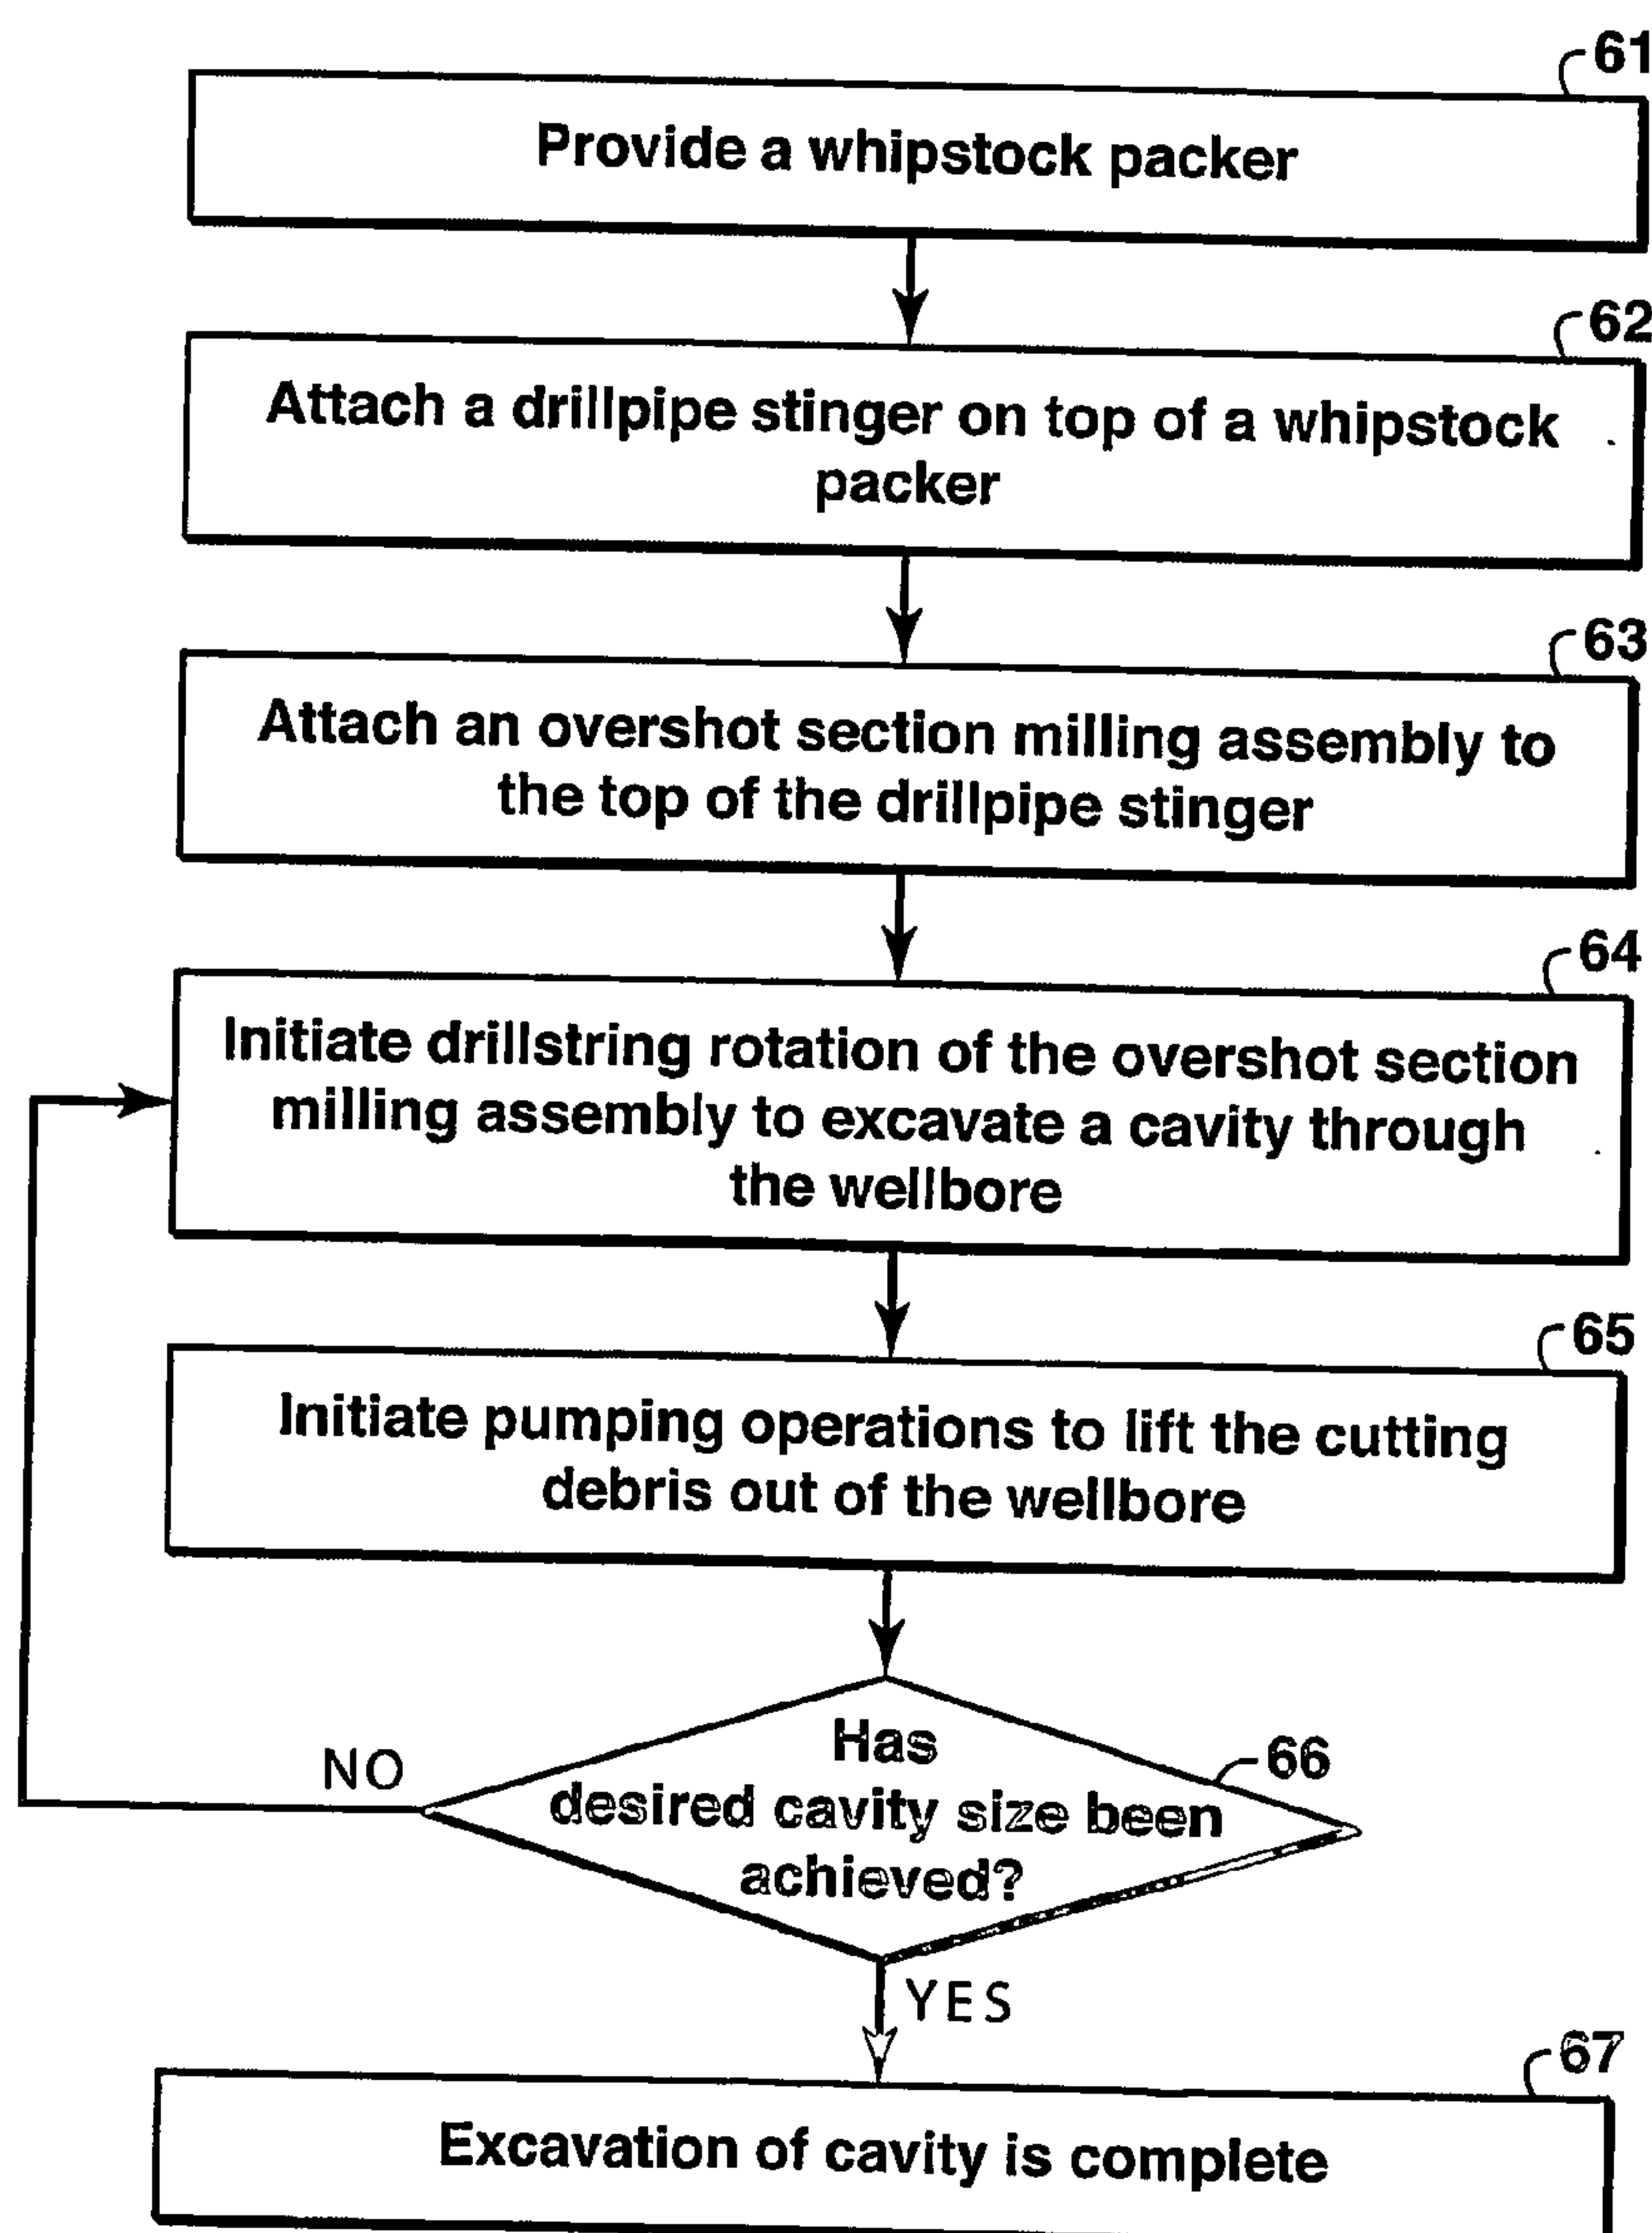 61
Provide a whipstock packer
62
Attach a drillpipe stinger on top of a whipstock
packer
63
Attach an overshot section milling assembly to
the top of the drillpipe stinger
64
Initiate drillstring rotation of the overshot section
milling assembly to excavate a cavity through
the wellbore
65
Initiate pumping operations to lift the cutting
debris out of the wellbore
66
Has
desired cavity size been
achieved?
NO
YES
67
Excavation of cavity is complete